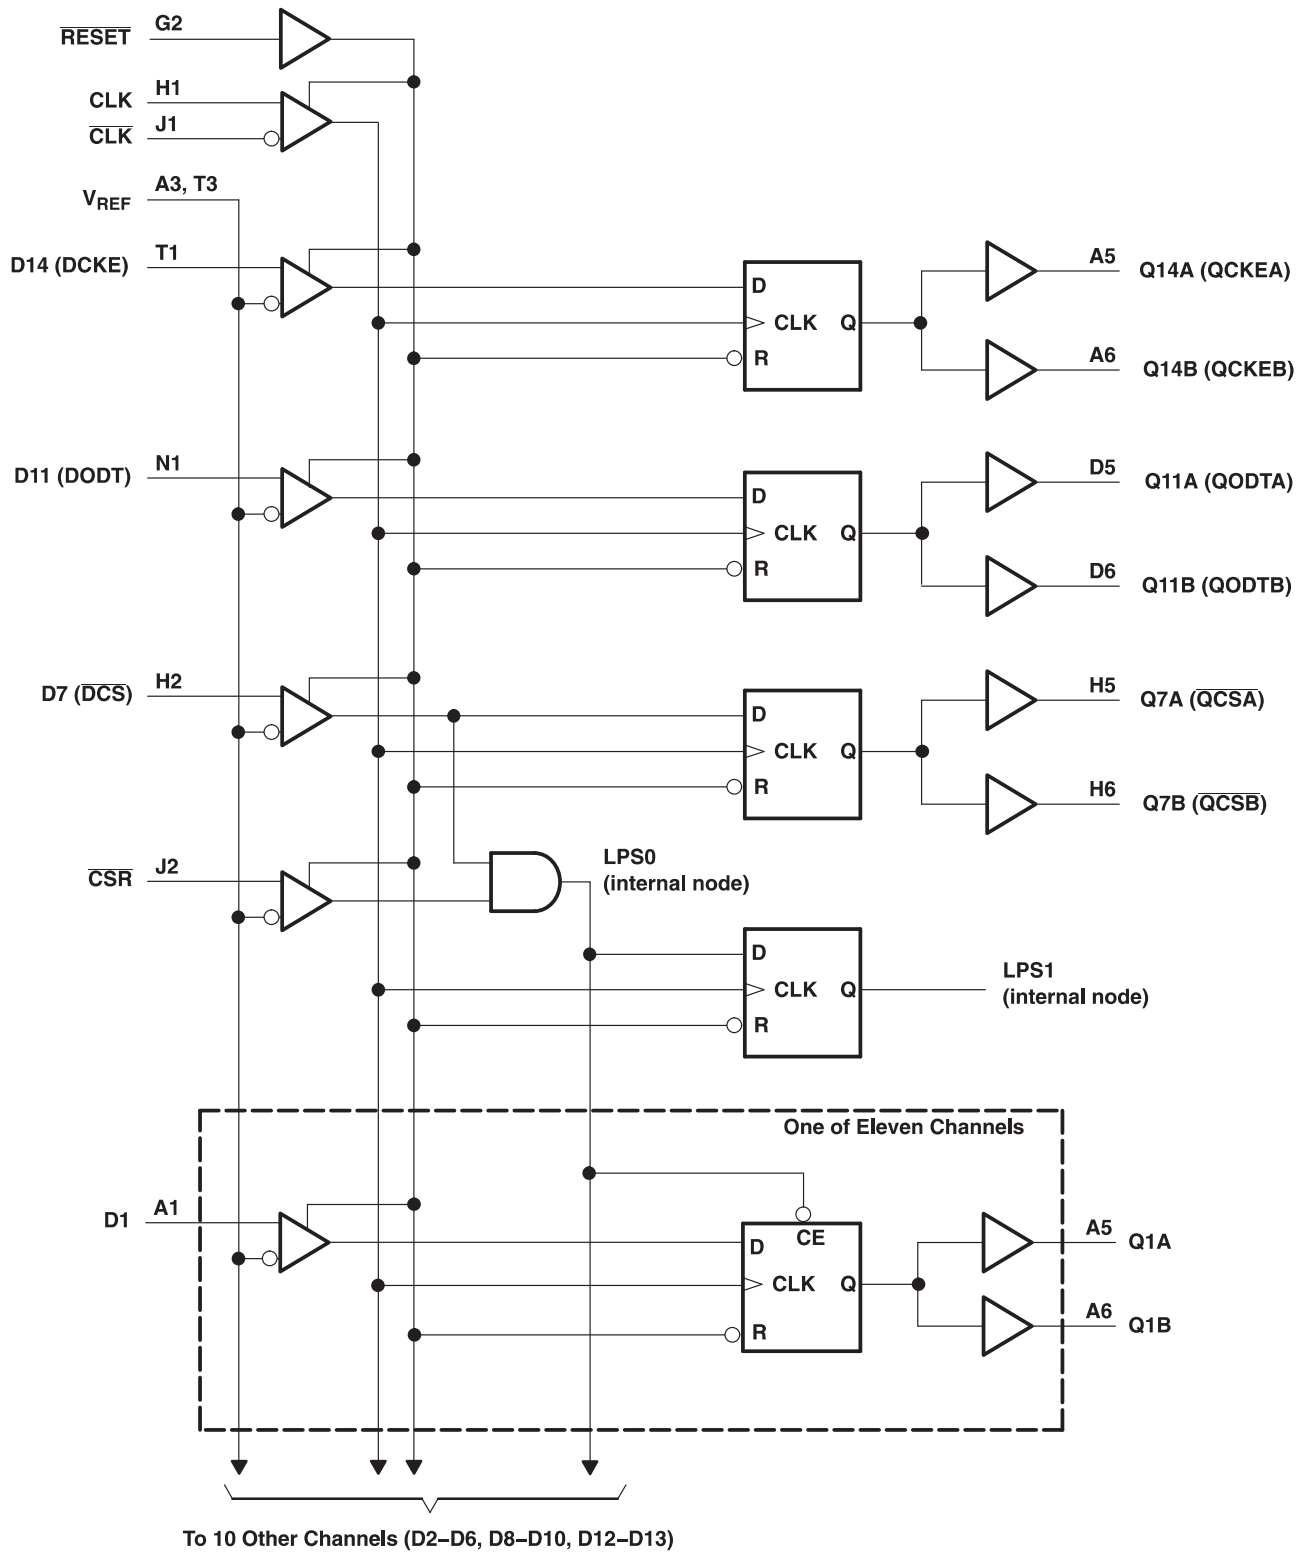 RESET G2
CLK H1
CLK J1
VREF A3, T3
D14 (DCKE) T1
D
CLK Q
R
A5 Q14A (QCKEA)
A6 Q14B (QCKEB)
D11 (DODT) N1
D
CLK Q
R
D5 Q11A (QODTA)
D6 Q11B (QODTB)
D7 (DCS) H2
D
CLK Q
R
H5 Q7A (QCSA)
H6 Q7B (QCSB)
CSR J2
LPS0
(internal node)
D
CLK Q
R
LPS1
(internal node)
One of Eleven Channels
D1 A1
CE
D
CLK Q
R
A5 Q1A
A6 Q1B
To 10 Other Channels (D2–D6, D8–D10, D12–D13)